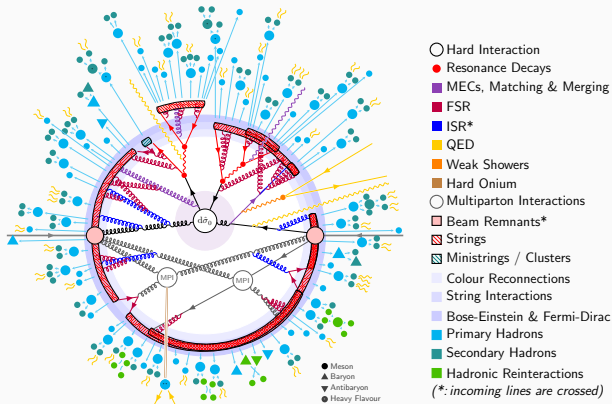 Hard Interaction
Resonance Decays
MECs, Matching & Merging
FSR
ISR*
QED
Weak Showers
Hard Onium
Multiparton Interactions
Beam Remnants*
Strings
Ministrings / Clusters
Colour Reconnections
String Interactions
Bose-Einstein & Fermi-Dirac
Primary Hadrons
Secondary Hadrons
Hadronic Reinteractions
(*: incoming lines are crossed)
dσ̂₀
MPI
MPI
Meson
Baryon
Antibaryon
Heavy Flavour